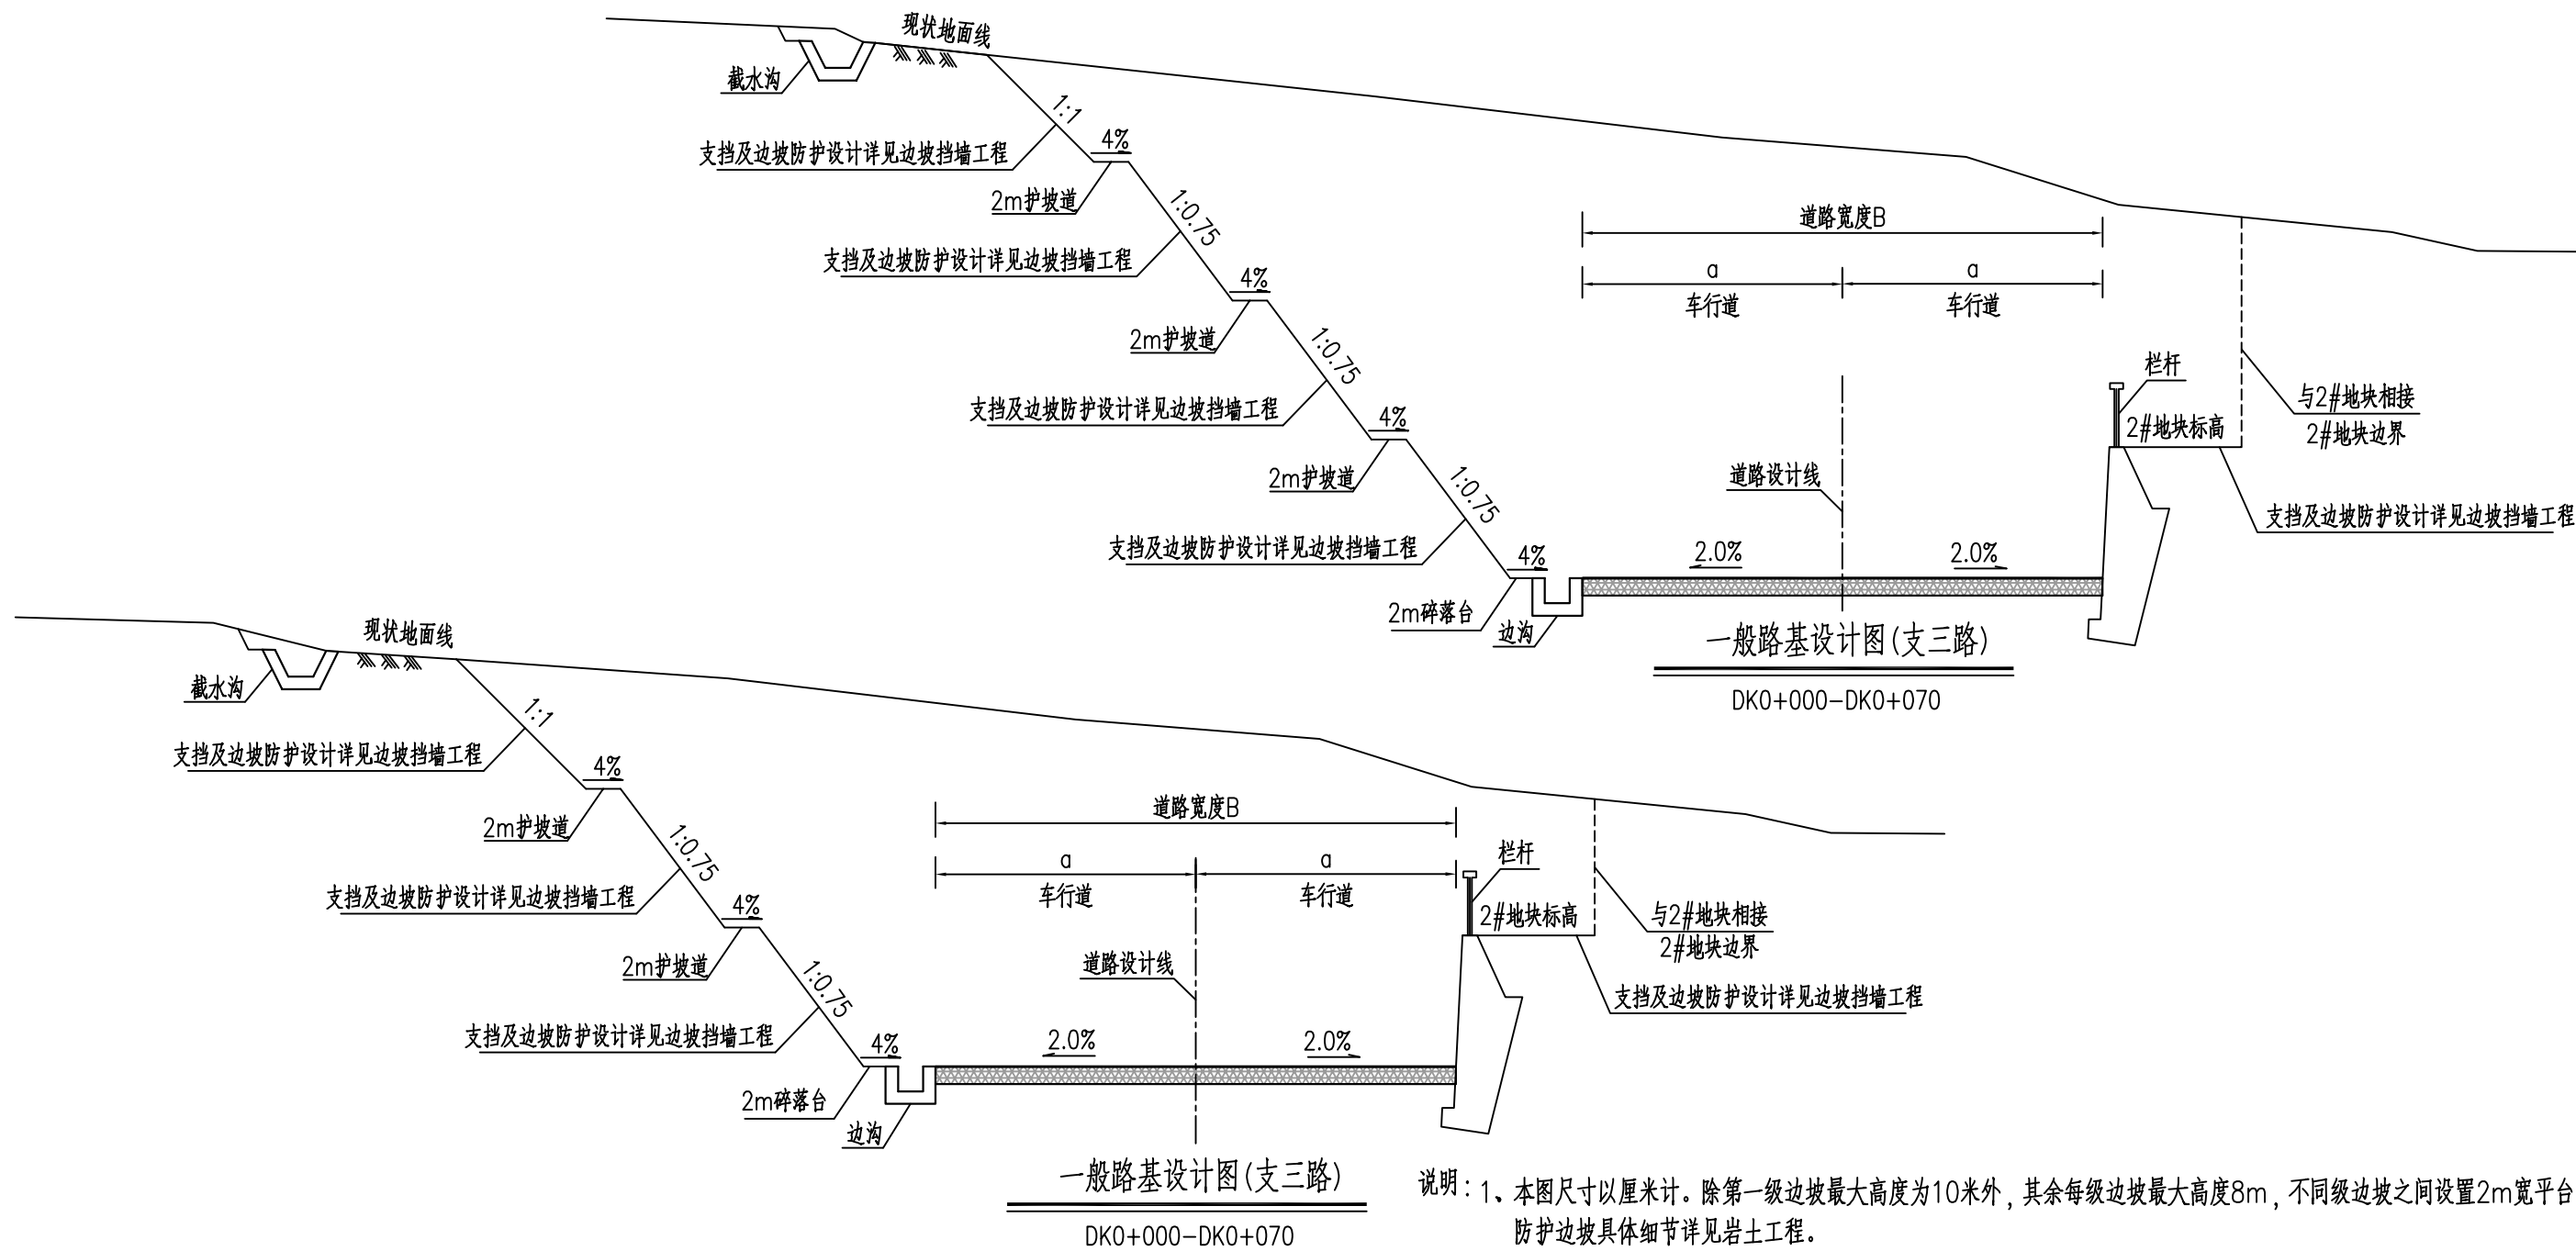 现状地面线
截水沟
1:1
4%
支挡及边坡防护设计详见边坡挡墙工程
2m护坡道
1:0.75
道路宽度B
支挡及边坡防护设计详见边坡挡墙工程
4%
a
a
车行道
车行道
2m护坡道
1:0.75
栏杆
与2#地块相接
支挡及边坡防护设计详见边坡挡墙工程
4%
2#地块标高
2#地块边界
2m护坡道
1:0.75
道路设计线
支挡及边坡防护设计详见边坡挡墙工程
支挡及边坡防护设计详见边坡挡墙工程
4%
2.0%
2.0%
2m碎落台
边沟
一般路基设计图(支三路)
DK0+000-DK0+070
现状地面线
截水沟
1:1
支挡及边坡防护设计详见边坡挡墙工程
4%
2m护坡道
1:0.75
道路宽度B
a
a
车行道
车行道
栏杆
支挡及边坡防护设计详见边坡挡墙工程
4%
2#地块标高
与2#地块相接
2#地块边界
2m护坡道
1:0.75
道路设计线
支挡及边坡防护设计详见边坡挡墙工程
支挡及边坡防护设计详见边坡挡墙工程
4%
2.0%
2.0%
2m碎落台
边沟
一般路基设计图(支三路)
DK0+000-DK0+070
说明:1、本图尺寸以厘米计。除第一级边坡最大高度为10米外,其余每级边坡最大高度8m,不同级边坡之间设置2m宽平台
防护边坡具体细节详见岩土工程。